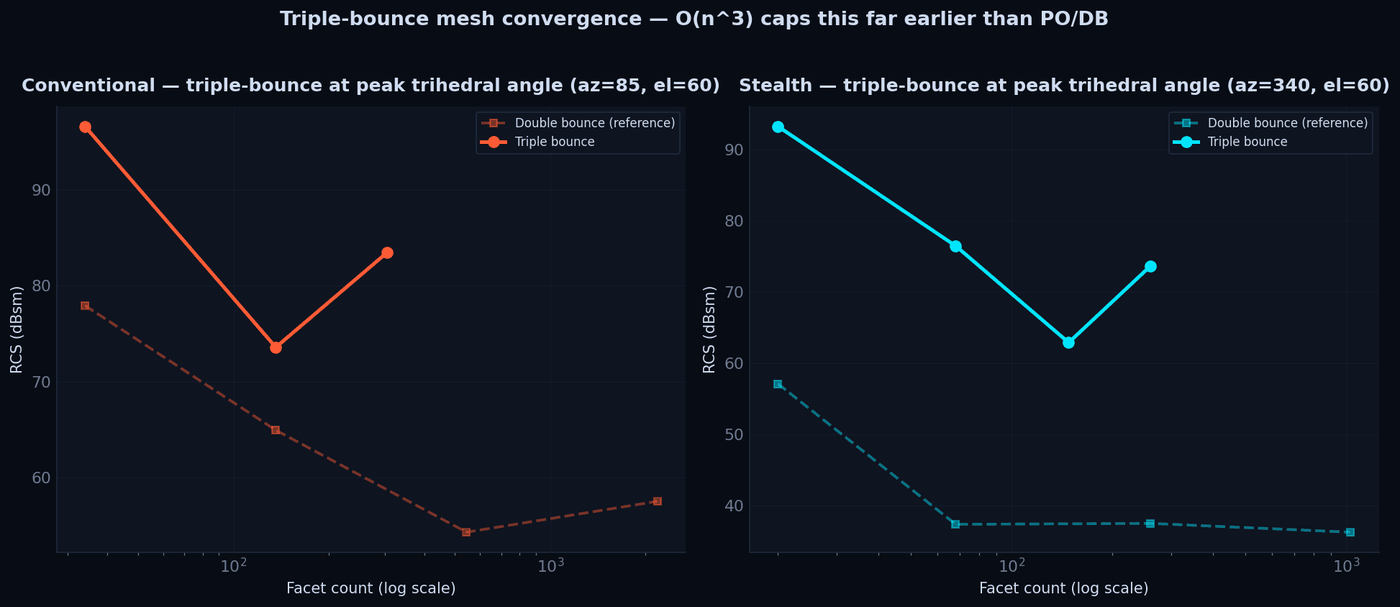 Triple-bounce mesh convergence — O(n^3) caps this far earlier than PO/DB
Conventional — triple-bounce at peak trihedral angle (az=85, el=60)
Double bounce (reference)
Triple bounce
RCS (dBsm)
90
80
70
60
10^2
10^3
Facet count (log scale)
Stealth — triple-bounce at peak trihedral angle (az=340, el=60)
Double bounce (reference)
Triple bounce
RCS (dBsm)
90
80
70
60
50
40
10^2
10^3
Facet count (log scale)